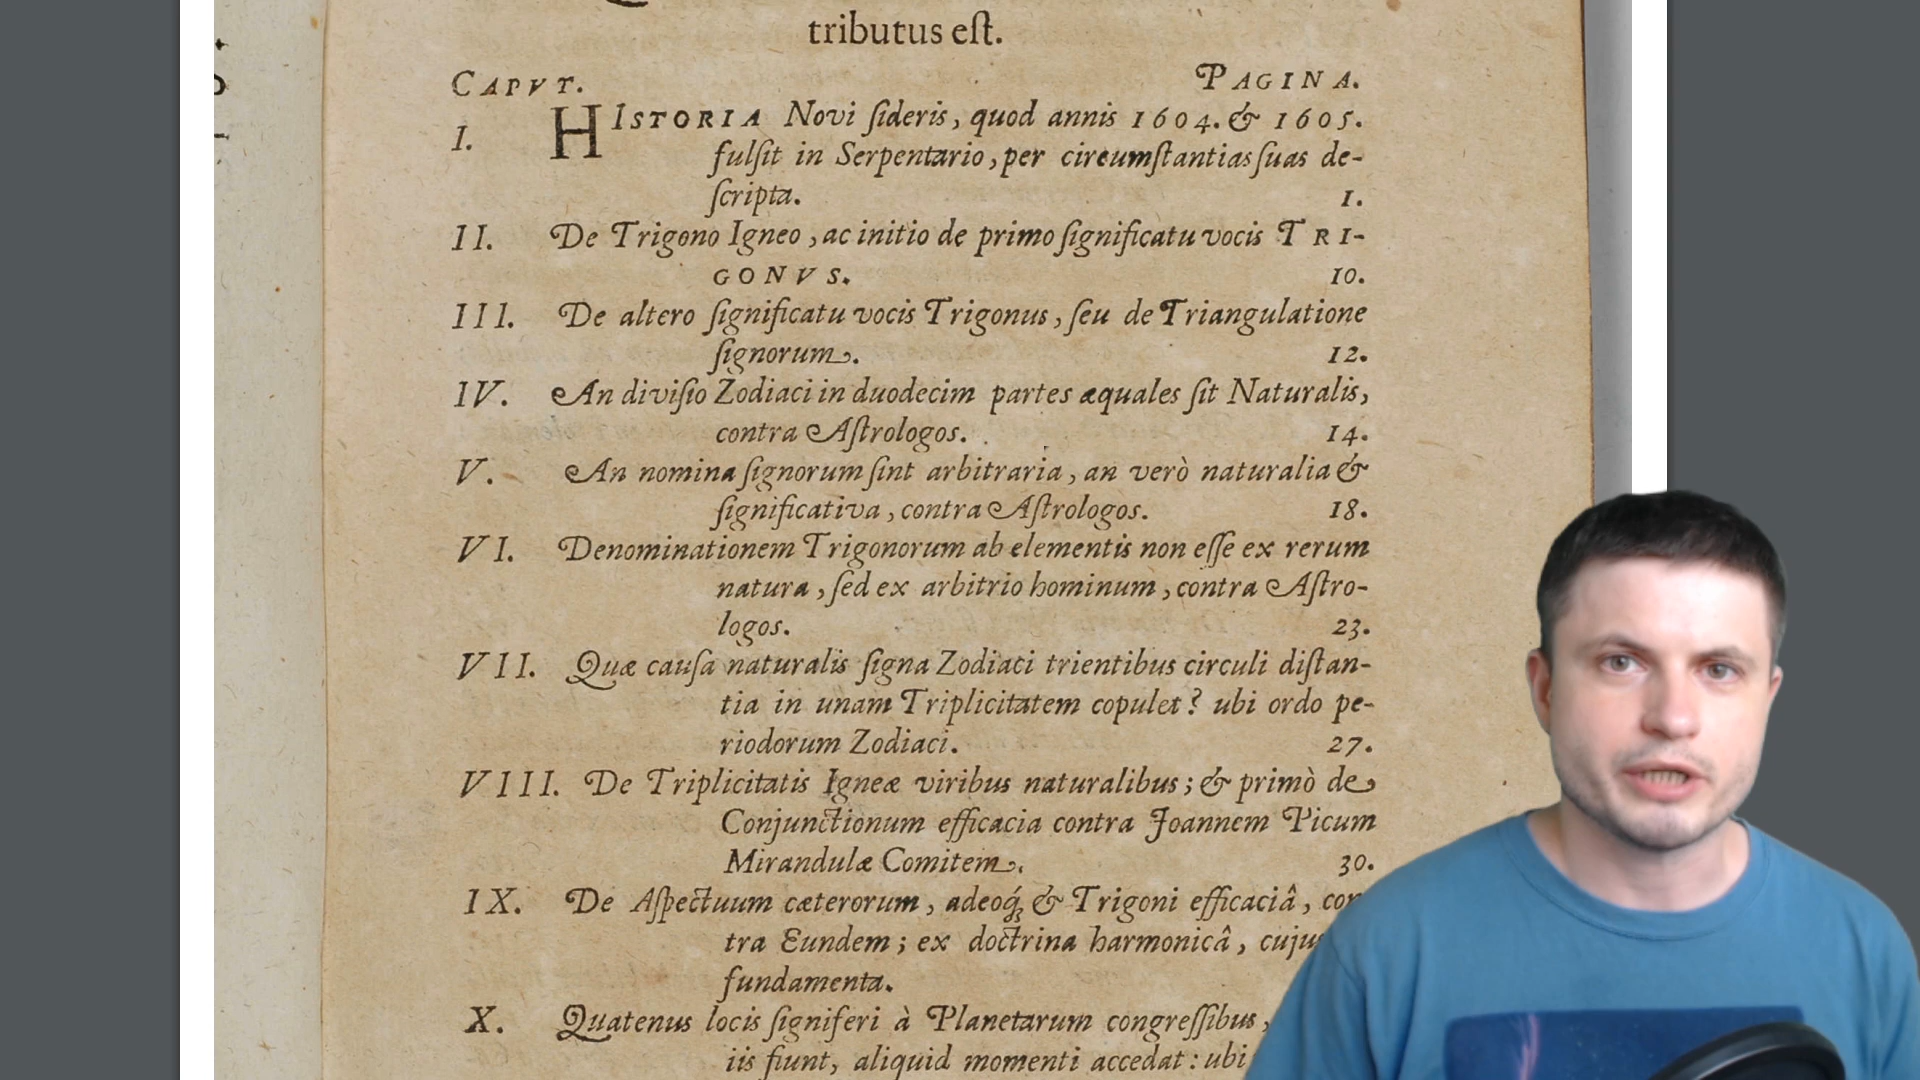 tributus eſt.
CAPVT. PAGINA.
I. HISTORIA Novi ſideris, quod annis 1604. & 1605.
fulſit in Serpentario, per circumſtantias ſuas de-
ſcripta. 1.
II. De Trigono Igneo, ac initio de primo ſignificatu vocis TRI-
GONVS. 10.
III. De altero ſignificatu vocis Trigonus, ſeu de Triangulatione
ſignorum. 12.
IV. An diviſio Zodiaci in duodecim partes æquales ſit Naturalis,
contra Aſtrologos. 14.
V. An nomina ſignorum ſint arbitraria, an verò naturalia &
ſignificativa, contra Aſtrologos. 18.
VI. Denominationem Trigonorum ab elementis non eſſe ex rerum
natura, ſed ex arbitrio hominum, contra Aſtro-
logos. 23.
VII. Quæ cauſa naturalis ſigna Zodiaci trientibus circuli diſtan-
tia in unam Triplicitatem copulet? ubi ordo pe-
riodorum Zodiaci. 27.
VIII. De Triplicitatis Igneæ viribus naturalibus; & primò de
Conjunctionum efficacia contra Joannem Picum
Mirandulæ Comitem. 30.
IX. De Aſpectuum cæterorum, adeoq́; & Trigoni efficaciâ,
tra Eundem; ex doctrina harmonicâ,
fundamenta.
X. Quatenus locis ſigniferi à Planetarum congreſſibus,
iis fiunt, aliquid momenti accedat: ubi